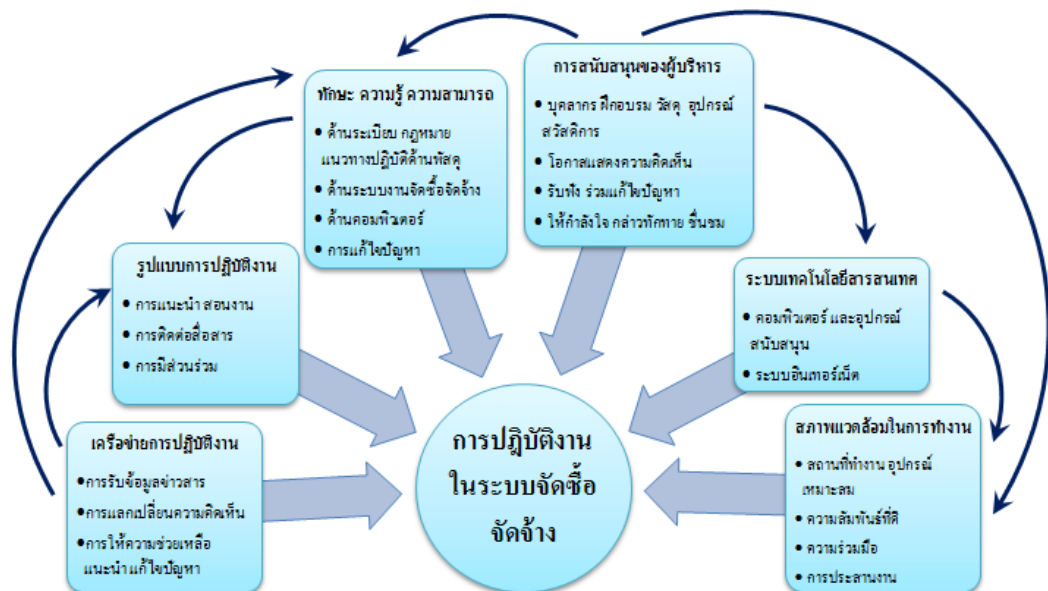 การสนับสนุนของผู้บริหาร
• บุคลากร ฝึกอบรม วัสดุ อุปกรณ์
สวัสดิการ
• โอกาสแสดงความคิดเห็น
• รับฟัง ร่วมแก้ไขปัญหา
• ให้กำลังใจ กล่าวทักทาย ชื่นชม
ทักษะ ความรู้ ความสามารถ
• ด้านระเบียบ กฎหมาย
แนวทางปฏิบัติด้านพัสดุ
• ด้านระบบงานจัดซื้อจัดจ้าง
• ด้านคอมพิวเตอร์
• การแก้ไขปัญหา
รูปแบบการปฏิบัติงาน
• การแนะนำ สอนงาน
• การติดต่อสื่อสาร
• การมีส่วนร่วม
ระบบเทคโนโลยีสารสนเทศ
• คอมพิวเตอร์ และอุปกรณ์
สนับสนุน
• ระบบอินเทอร์เน็ต
เครือข่ายการปฏิบัติงาน
•การรับข้อมูลข่าวสาร
•การแลกเปลี่ยนความคิดเห็น
•การให้ความช่วยเหลือ
แนะนำ แก้ไขปัญหา
การปฎิบัติงาน
ในระบบจัดซื้อ
จัดจ้าง
สภาพแวดล้อมในการทำงาน
• สถานที่ทำงาน อุปกรณ์
เหมาะสม
• ความสัมพันธ์ที่ดี
• ความร่วมมือ
• การประสานงาน